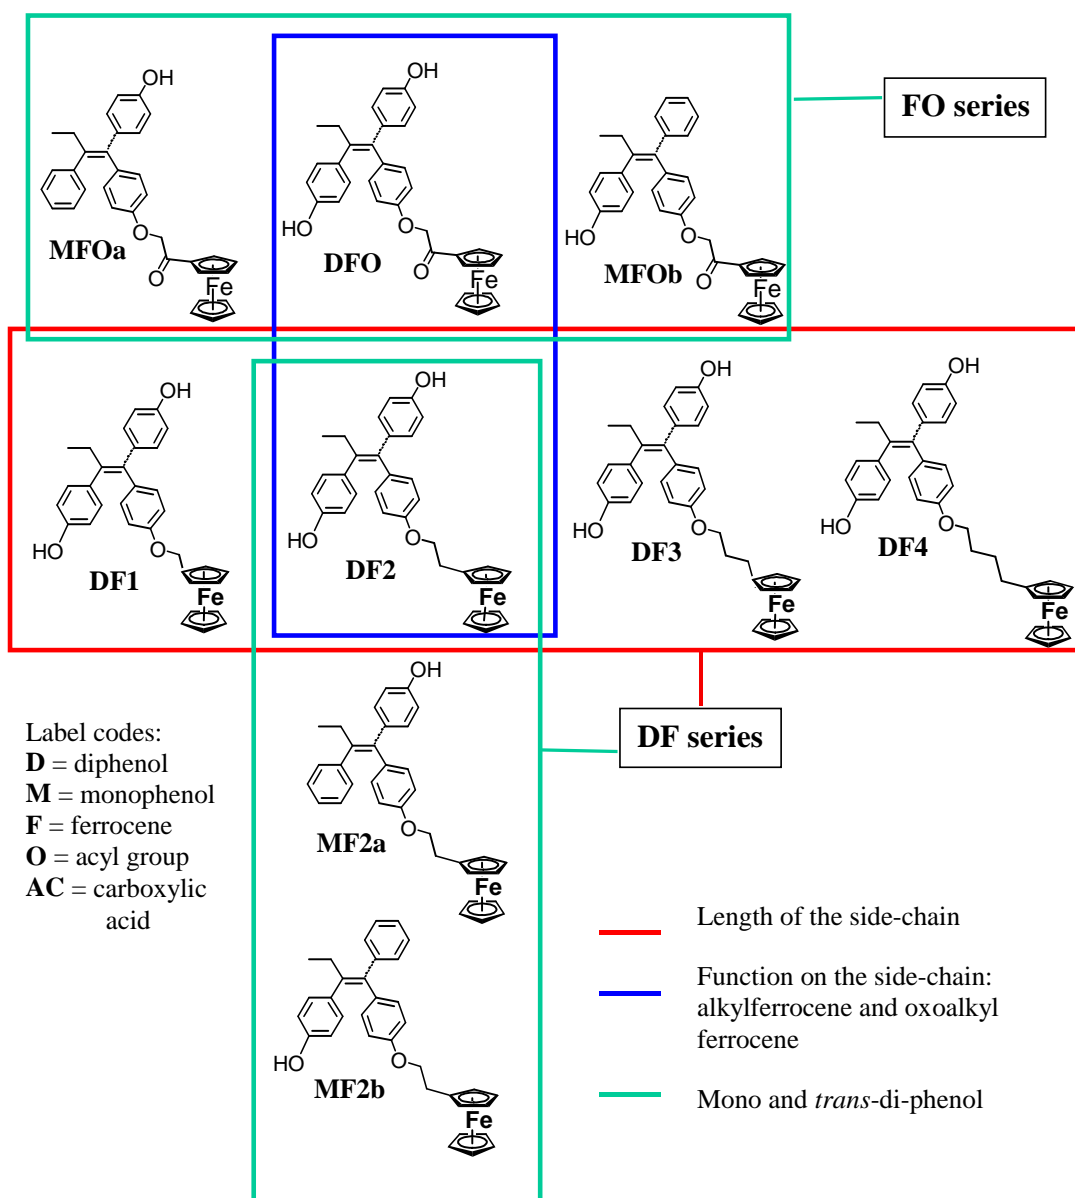 OH
OH
FO series
HO
HO
O
O
O
MFOa
DFO
MFOb
O
O
O
Fe
Fe
Fe
OH
OH
OH
OH
HO
HO
HO
HO
O
O
O
O
DF1
DF2
DF3
DF4
Fe
Fe
Fe
Fe
OH
DF series
Label codes:
D = diphenol
M = monophenol
F = ferrocene
O = acyl group
AC = carboxylic
acid
O
MF2a
Fe
HO
O
MF2b
Fe
Length of the side-chain
Function on the side-chain:
alkylferrocene and oxoalkyl
ferrocene
Mono and trans-di-phenol